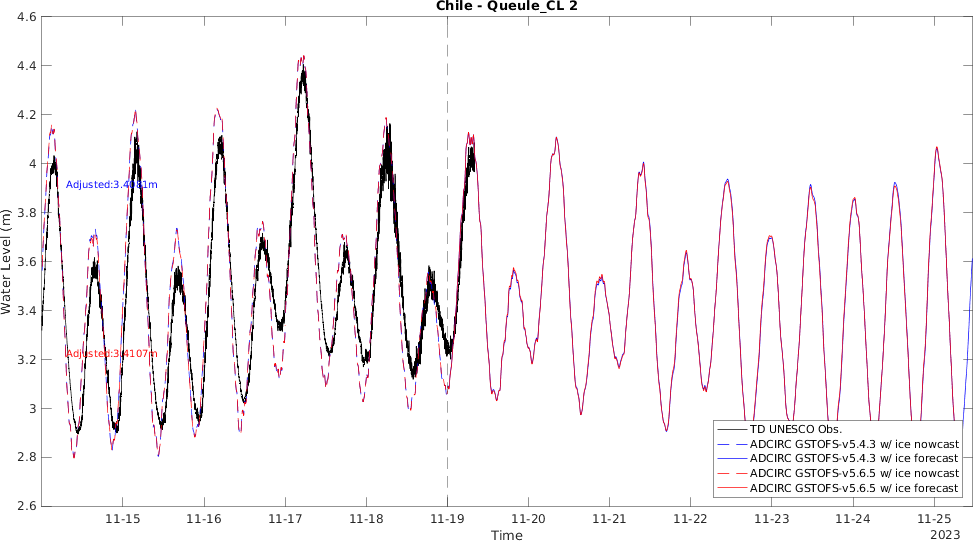 Chile - Queule_CL 2
4.6
4.4
4.2
4
3.8
3.6
3.4
3.2
3
2.8
2.6
Water Level (m)
Adjusted:3.4081m
Adjusted:3.4107m
TD UNESCO Obs.
ADCIRC GSTOFS-v5.4.3 w/ ice nowcast
ADCIRC GSTOFS-v5.4.3 w/ ice forecast
ADCIRC GSTOFS-v5.6.5 w/ ice nowcast
ADCIRC GSTOFS-v5.6.5 w/ ice forecast
11-15 11-16 11-17 11-18 11-19 11-20 11-21 11-22 11-23 11-24 11-25
Time
2023